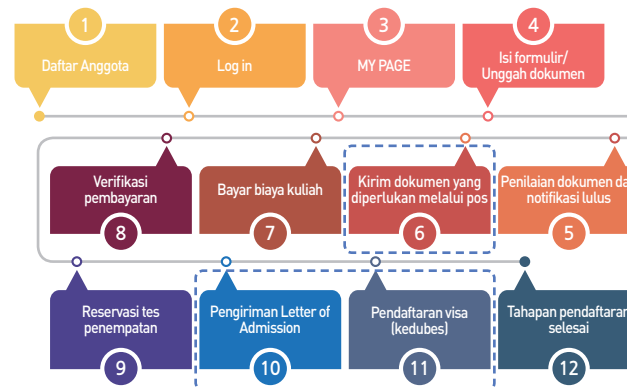 1
Daftar Anggota
2
Log in
3
MY PAGE
4
Isi formulir/
Unggah dokumen
Verifikasi
pembayaran
8
Bayar biaya kuliah
7
Kirim dokumen yang
diperlukan melalui pos
6
Penilaian dokumen da
notifikasi lulus
5
Reservasi tes
penempatan
9
Pengiriman Letter of
Admission
10
Pendaftaran visa
(kedubes)
11
Tahapan pendaftaran
selesai
12